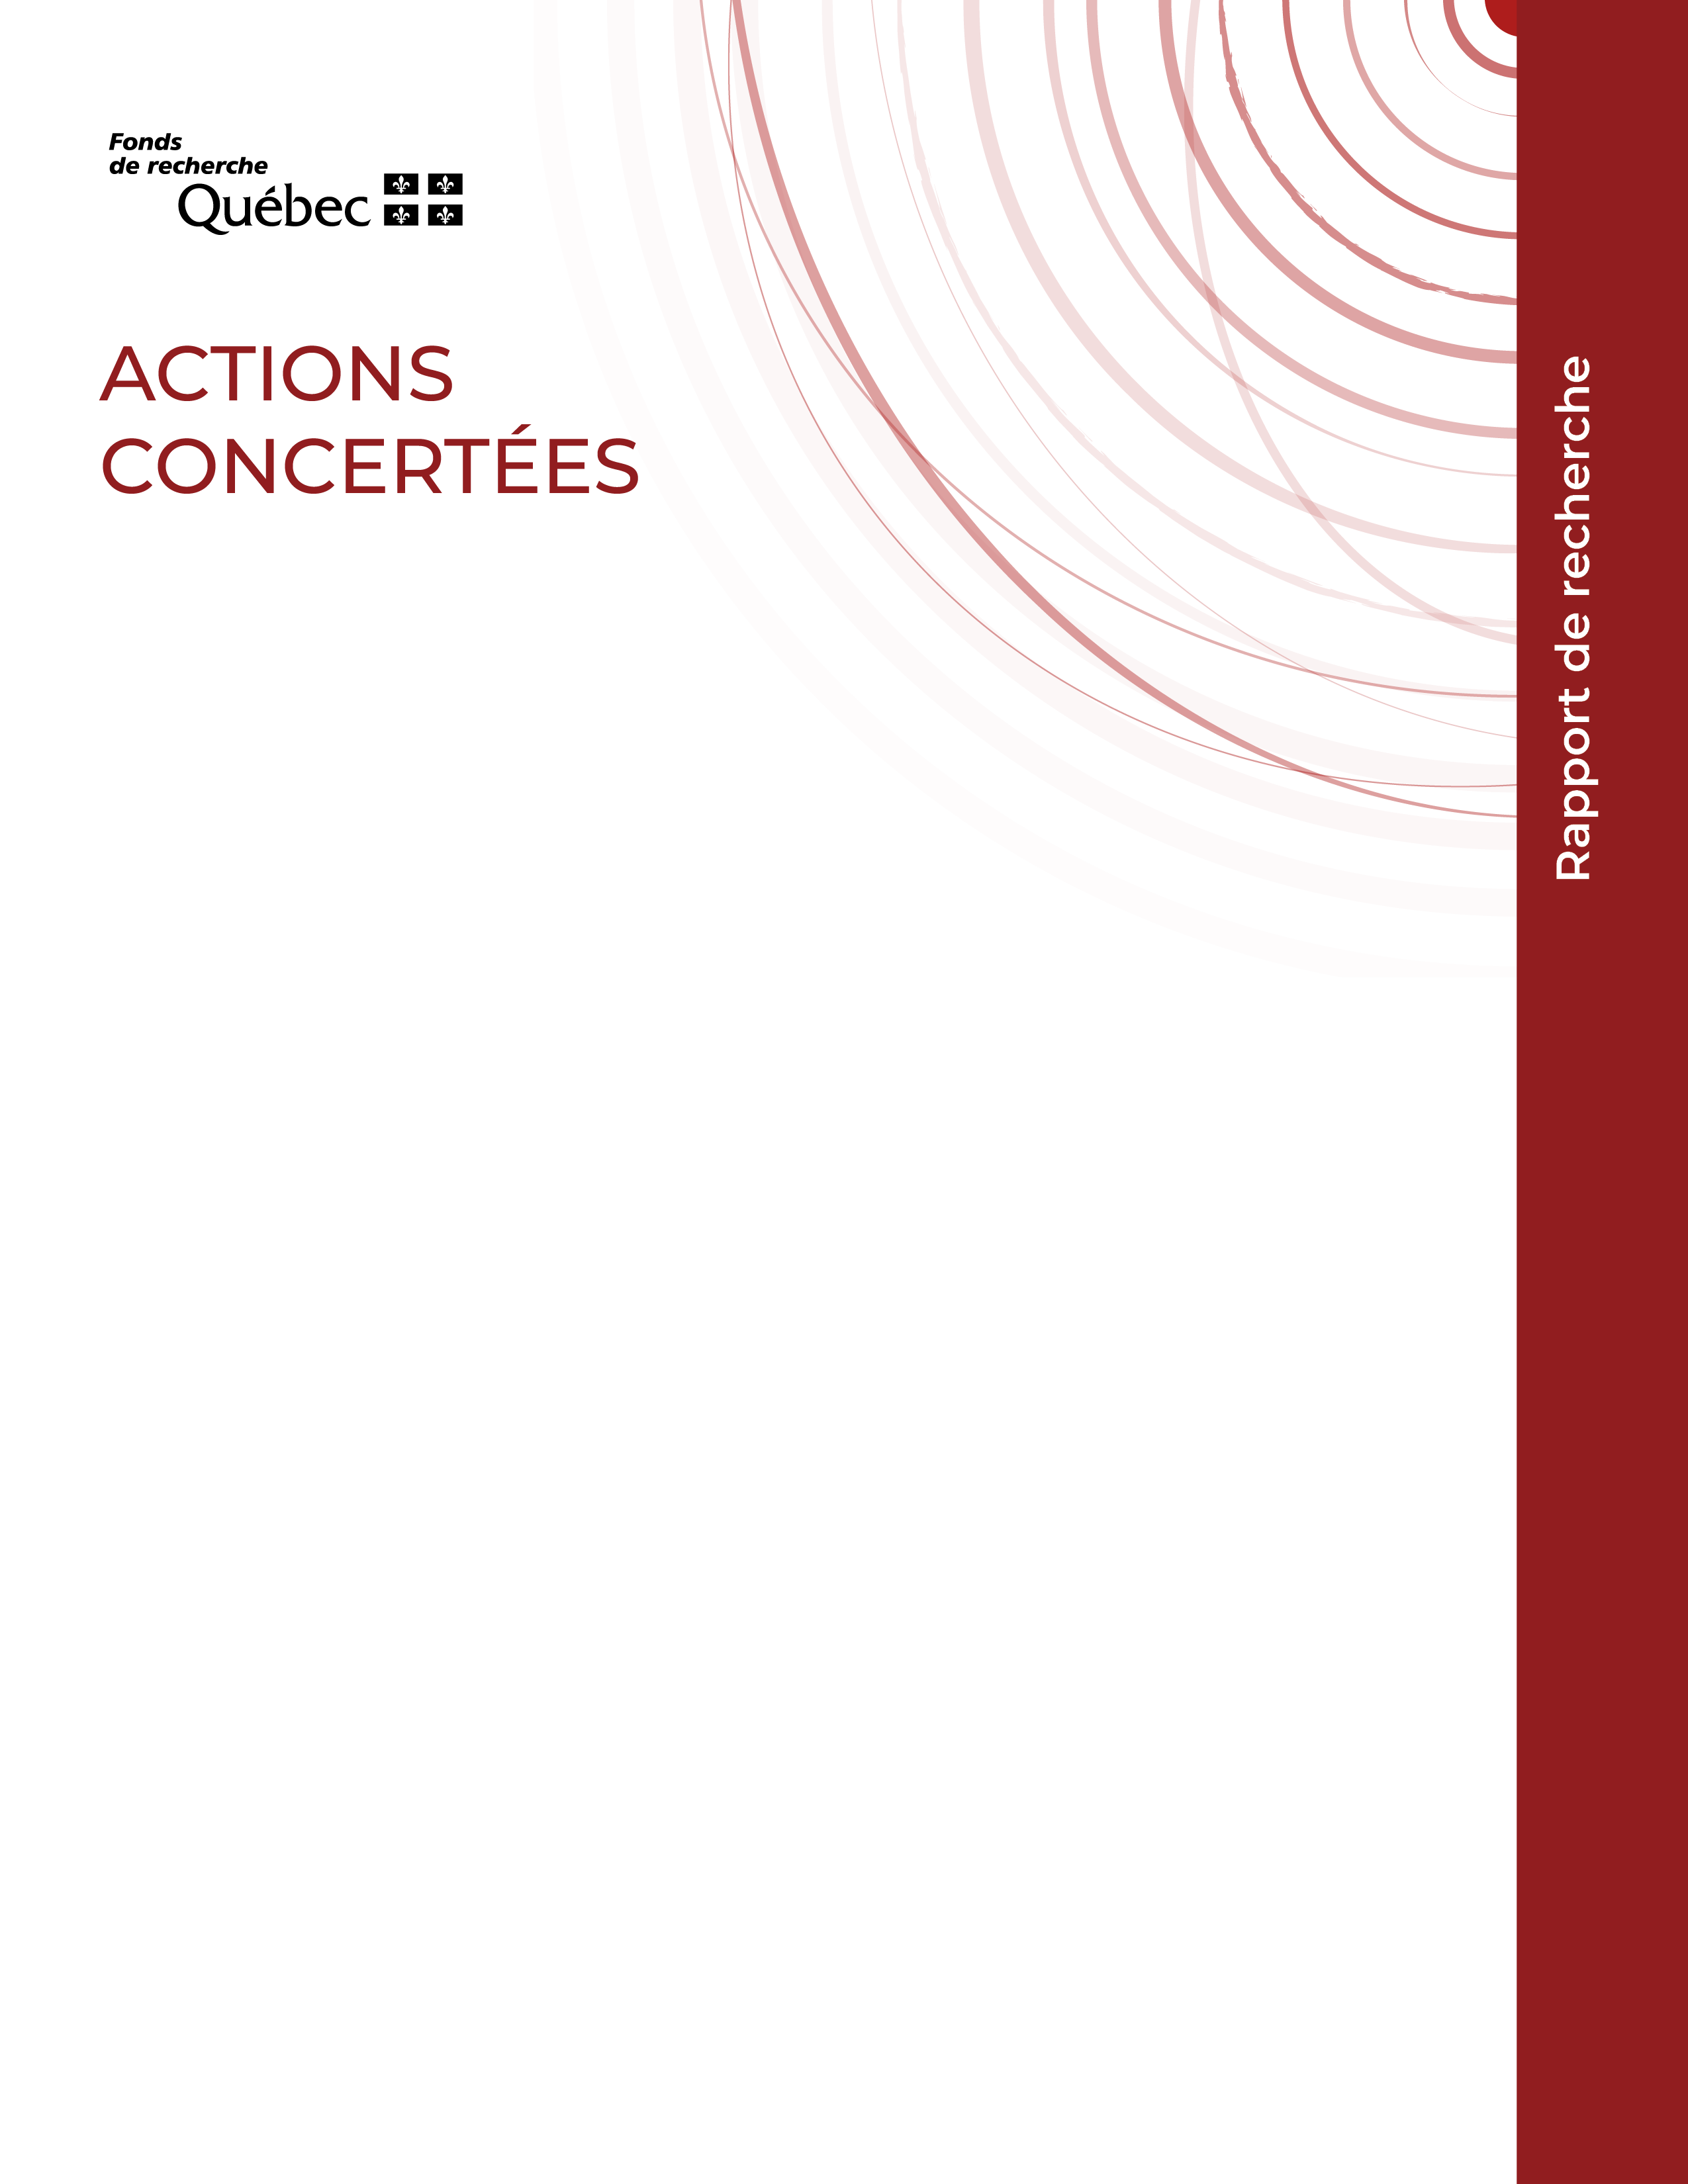 Fonds
de recherche
Québec
ACTIONS
CONCERTÉES
Rapport de recherche